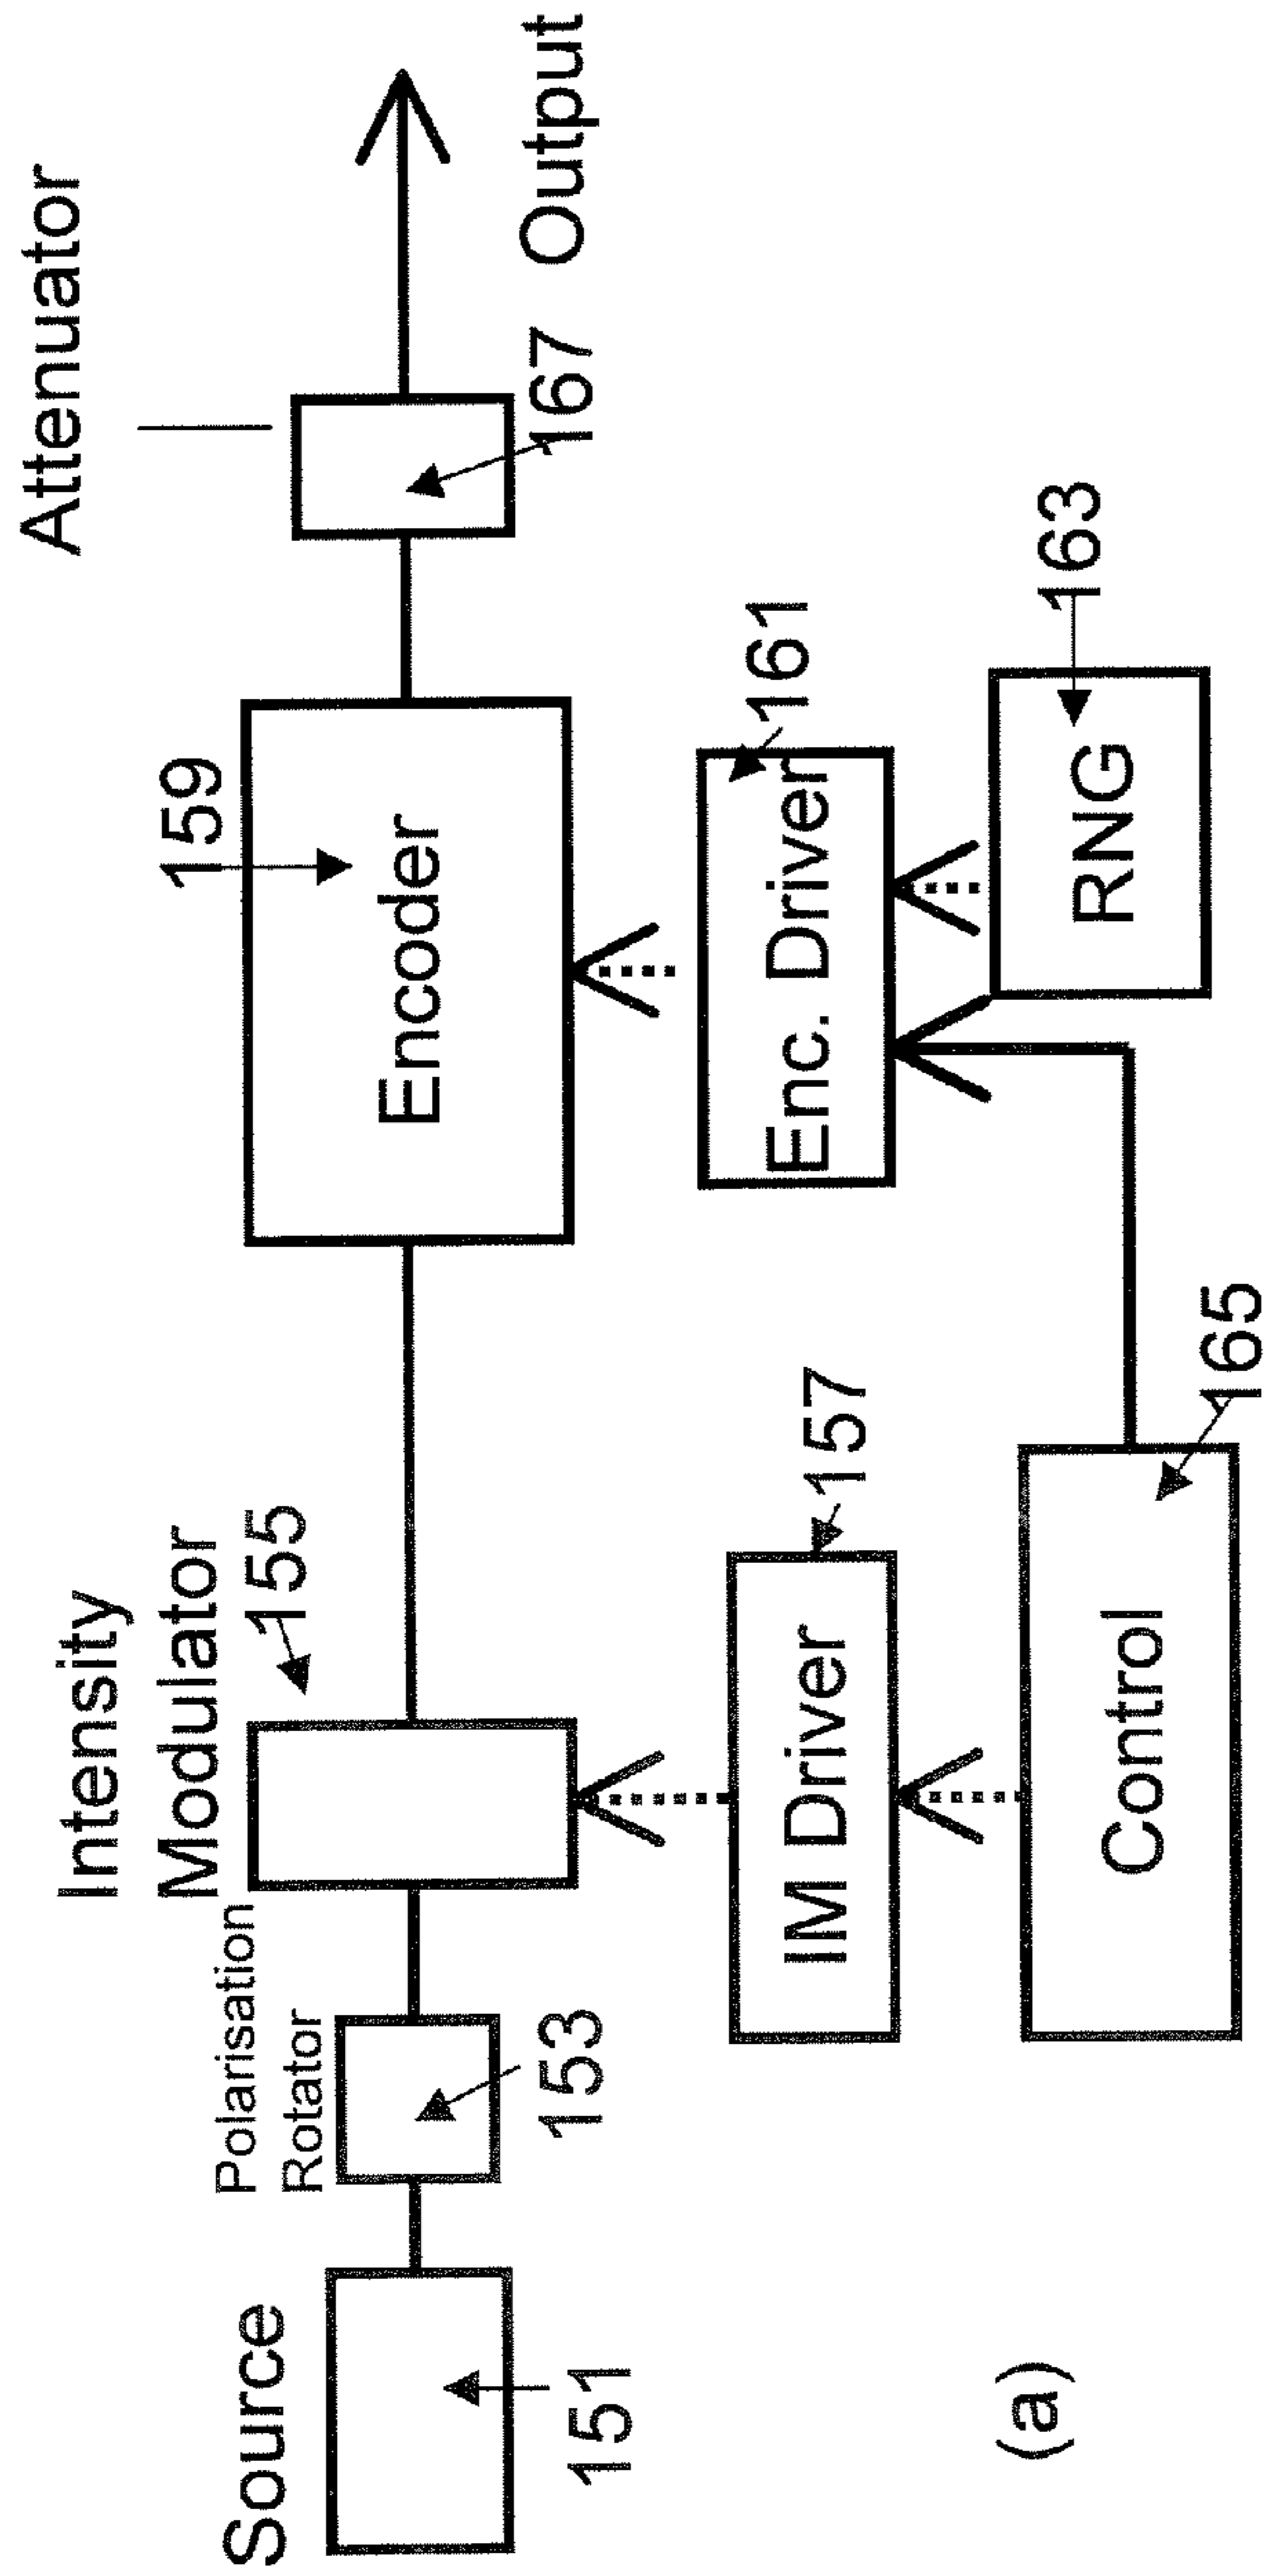 Source
151
Polarisation
Rotator
153
Intensity
Modulator
155
IM Driver
157
Control
165
Encoder
159
Enc. Driver
161
RNG
163
Attenuator
167
Output
(a)